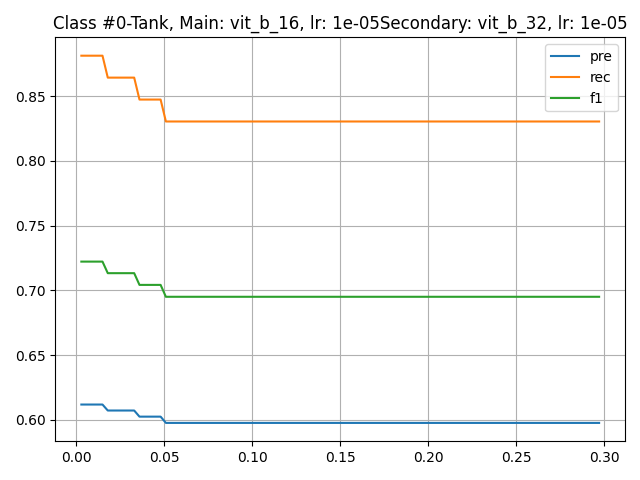 Class #0-Tank, Main: vit_b_16, lr: 1e-05Secondary: vit_b_32, lr: 1e-05
pre
rec
f1
0.85
0.80
0.75
0.70
0.65
0.60
0.00 0.05 0.10 0.15 0.20 0.25 0.30